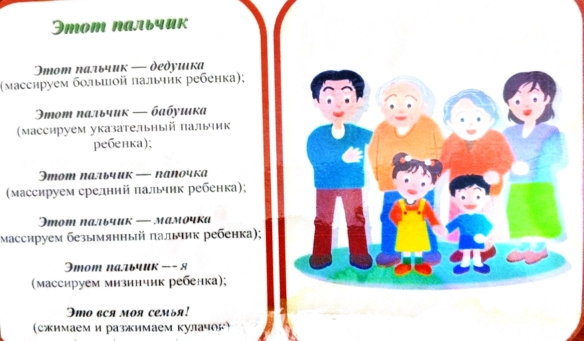 Этот пальчик
Этот пальчик — дедушка
(массируем большой пальчик ребенка);
Этот пальчик — бабушка
(массируем указательный пальчик
ребенка);
Этот пальчик — папочка
(массируем средний пальчик ребенка);
Этот пальчик — мамочка
массируем безымянный пальчик ребенка);
Этот пальчик –- я
(массируем мизинчик ребенка);
Это вся моя семья!
(сжимаем и разжимаем кулачок)